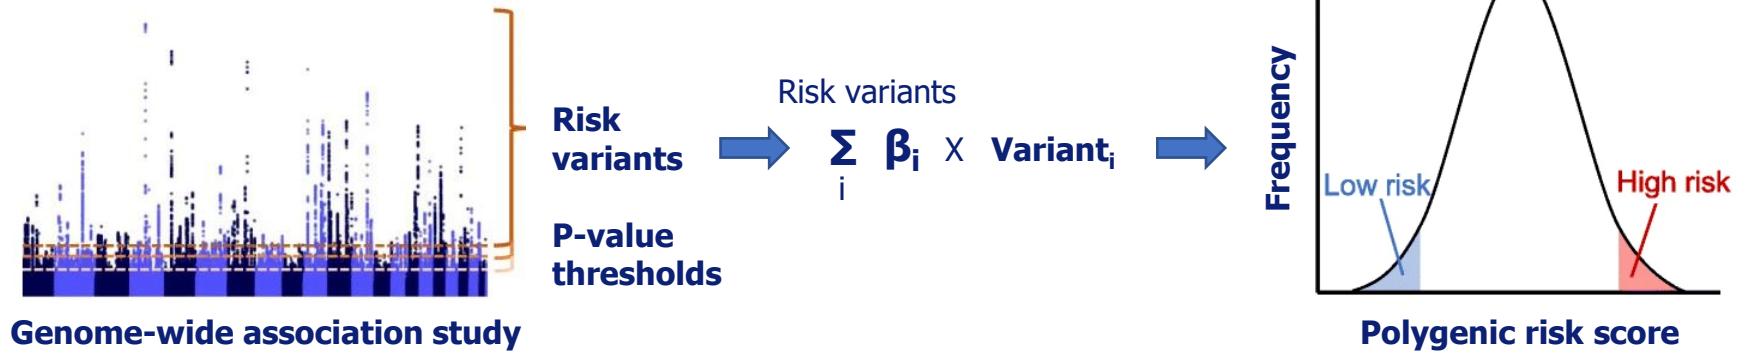 Risk
variants
P-value
thresholds
Genome-wide association study
Risk variants
Σ βi X Varianti
i
Frequency
Low risk
High risk
Polygenic risk score